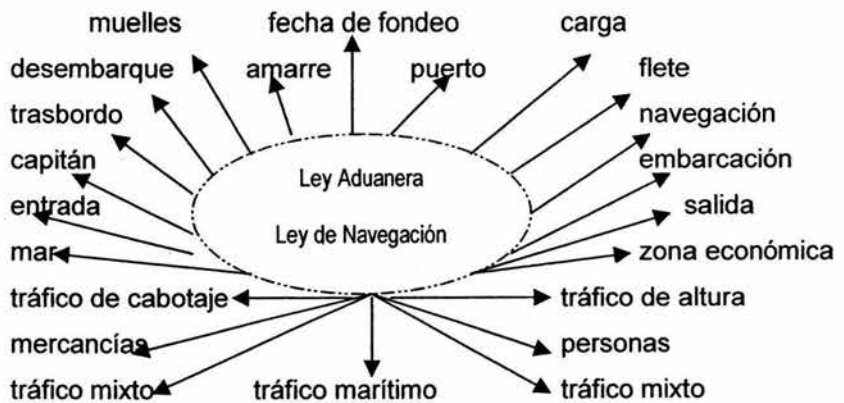 muelles fecha de fondeo carga
desembarque amarre puerto flete
trasbordo navegación
capitán embarcación
Ley Aduanera
entrada salida
Ley de Navegación
mar zona económica
tráfico de cabotaje tráfico de altura
mercancías personas
tráfico mixto tráfico marítimo tráfico mixto